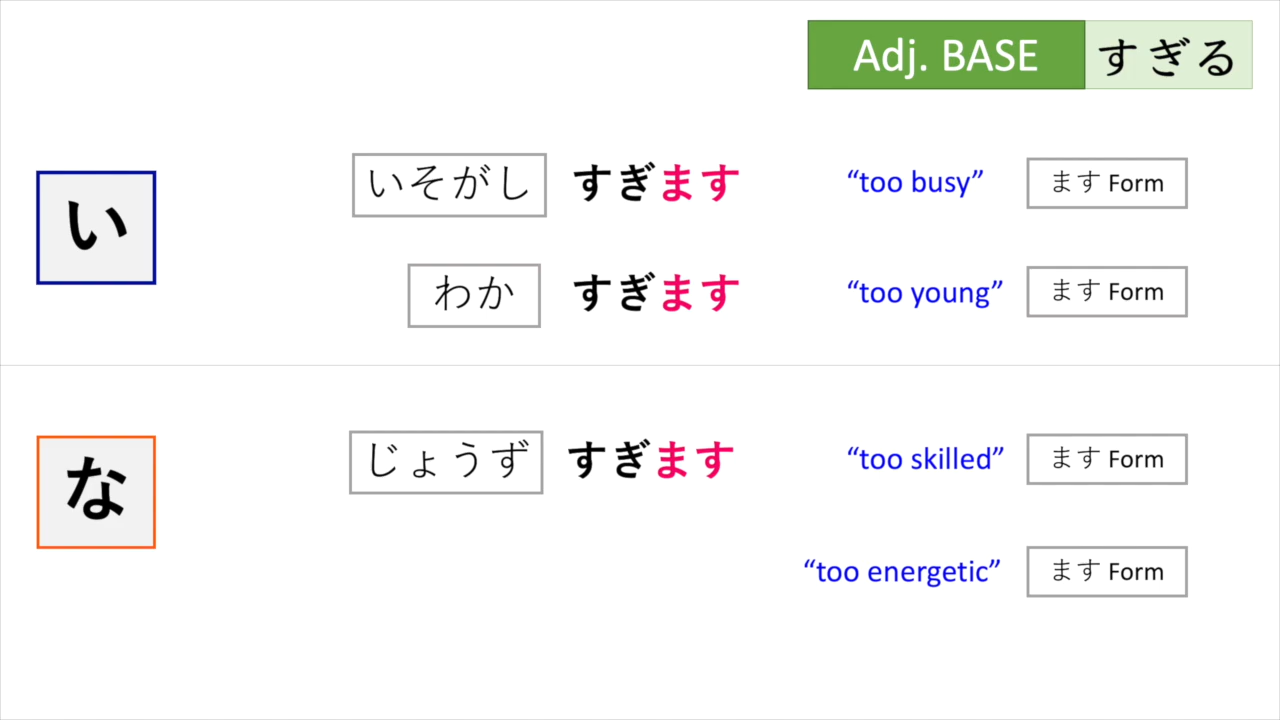 Adj. BASE すぎる
い
いそがし すぎます “too busy” ます Form
わか すぎます “too young” ます Form
な
じょうず すぎます “too skilled” ます Form
“too energetic” ます Form